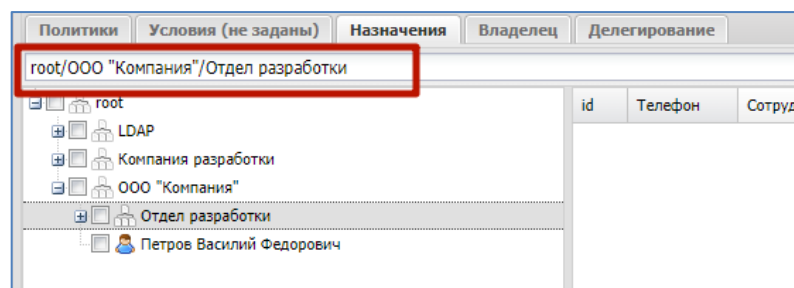 Политики Условия (не заданы) Назначения Владелец Делегирование
root/ООО "Компания"/Отдел разработки
root
id Телефон Сотруд
LDAP
Компания разработки
ООО "Компания"
Отдел разработки
Петров Василий Федорович